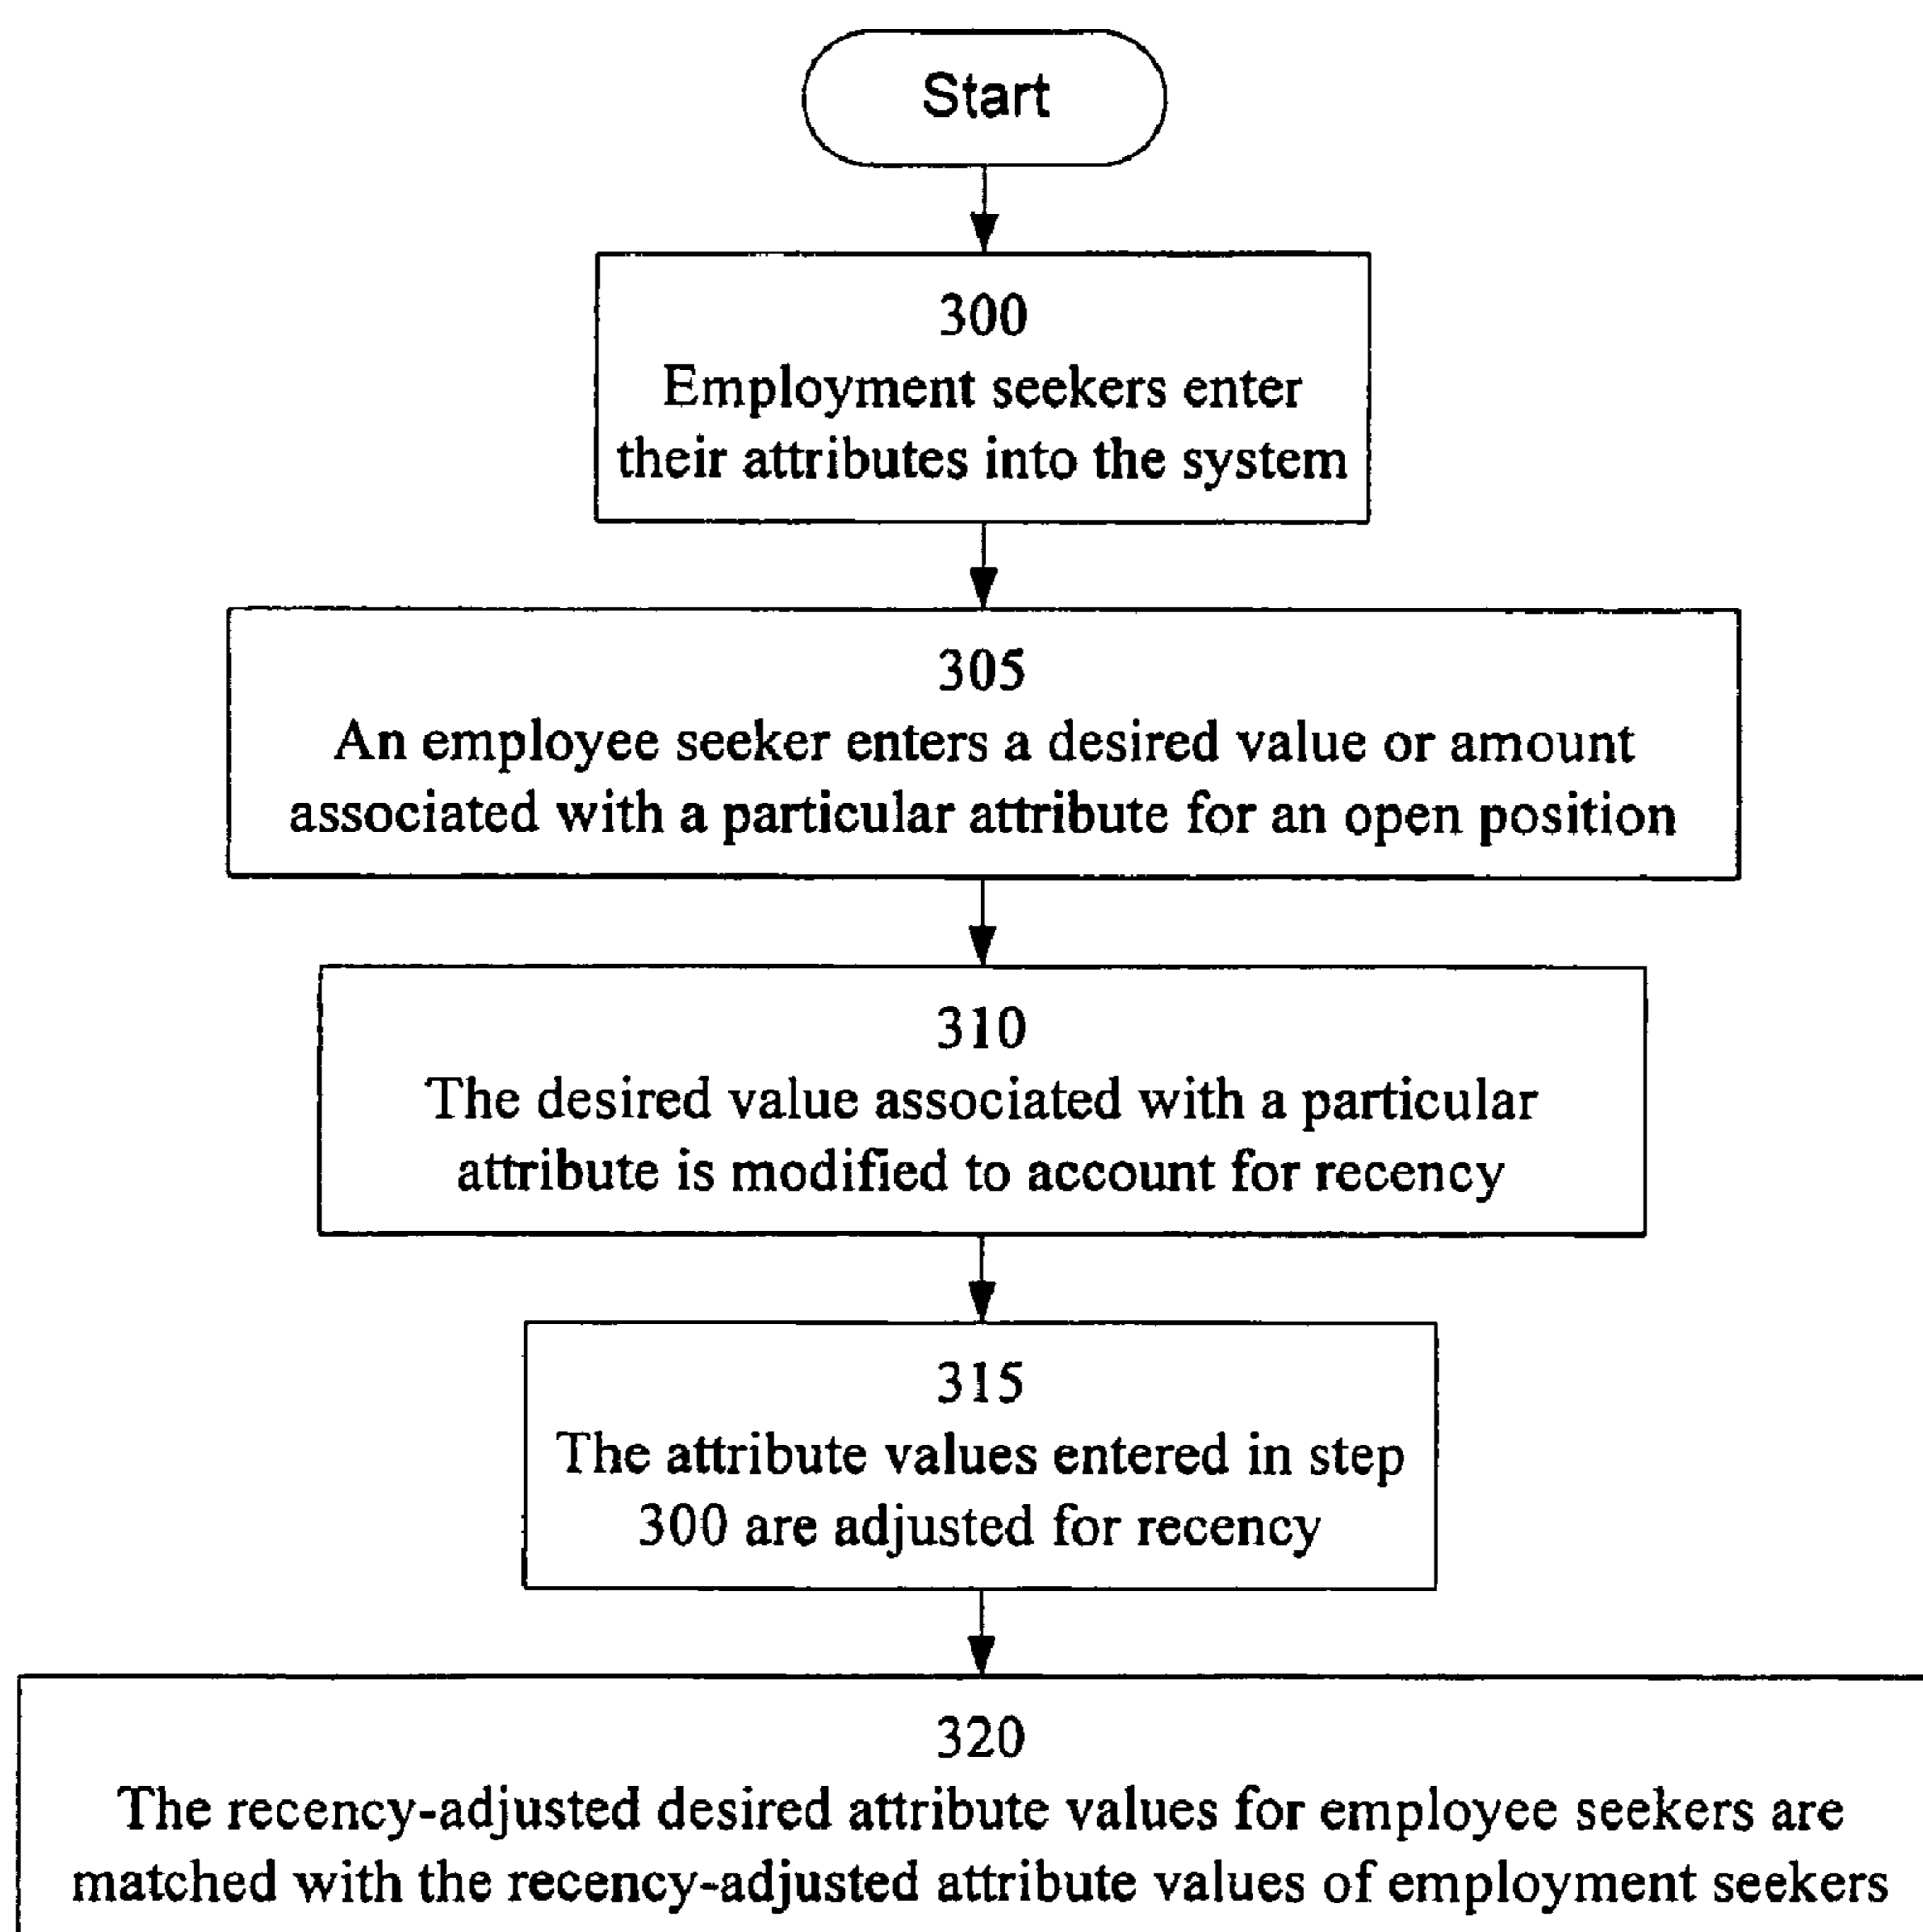 Start
300
Employment seekers enter
their attributes into the system
305
An employee seeker enters a desired value or amount
associated with a particular attribute for an open position
310
The desired value associated with a particular
attribute is modified to account for recency
315
The attribute values entered in step
300 are adjusted for recency
320
The recency-adjusted desired attribute values for employee seekers are
matched with the recency-adjusted attribute values of employment seekers